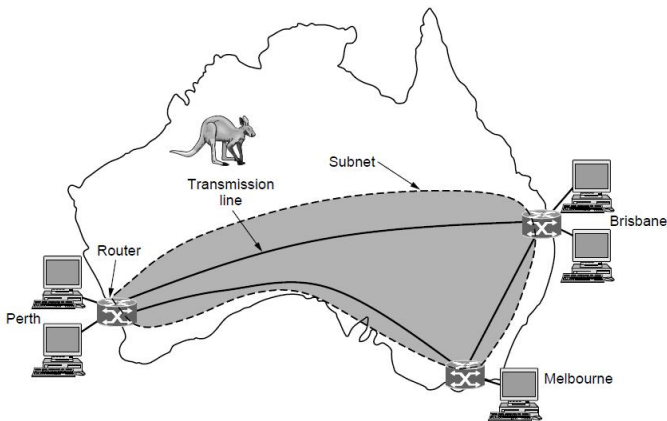 Subnet
Transmission
line
Brisbane
Router
Perth
Melbourne